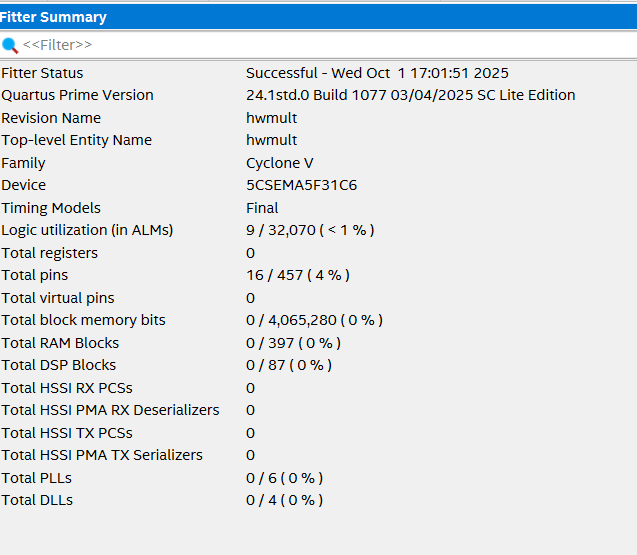 Fitter Summary
<<Filter>>
Fitter Status Successful - Wed Oct 1 17:01:51 2025
Quartus Prime Version 24.1std.0 Build 1077 03/04/2025 SC Lite Edition
Revision Name hwmult
Top-level Entity Name hwmult
Family Cyclone V
Device 5CSEMA5F31C6
Timing Models Final
Logic utilization (in ALMs) 9 / 32,070 ( < 1 % )
Total registers 0
Total pins 16 / 457 ( 4 % )
Total virtual pins 0
Total block memory bits 0 / 4,065,280 ( 0 % )
Total RAM Blocks 0 / 397 ( 0 % )
Total DSP Blocks 0 / 87 ( 0 % )
Total HSSI RX PCSs 0
Total HSSI PMA RX Deserializers 0
Total HSSI TX PCSs 0
Total HSSI PMA TX Serializers 0
Total PLLs 0 / 6 ( 0 % )
Total DLLs 0 / 4 ( 0 % )